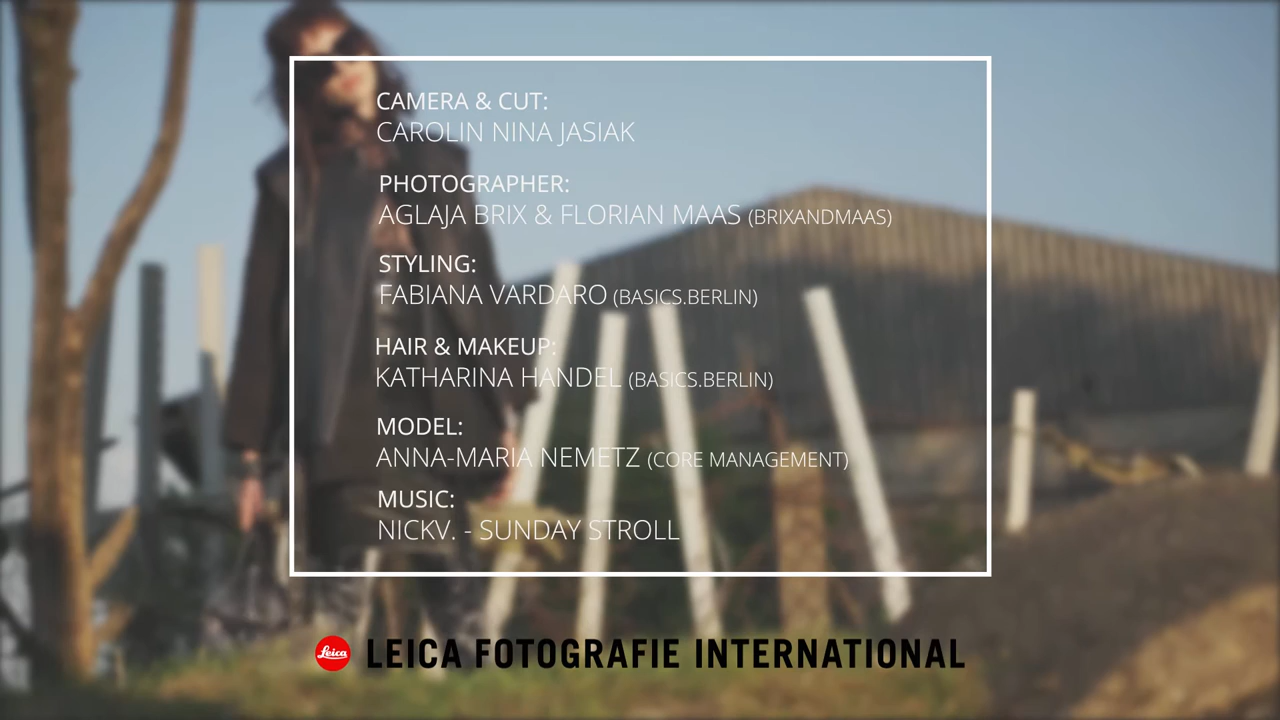 CAMERA & CUT:
CAROLIN NINA JASIAK
PHOTOGRAPHER:
AGLAJA BRIX & FLORIAN MAAS (BRIXANDMAAS)
STYLING:
FABIANA VARDARO (BASICS.BERLIN)
HAIR & MAKEUP:
KATHARINA HANDEL (BASICS.BERLIN)
MODEL:
ANNA-MARIA NEMETZ (CORE MANAGEMENT)
MUSIC:
NICKV. - SUNDAY STROLL
Leica LEICA FOTOGRAFIE INTERNATIONAL